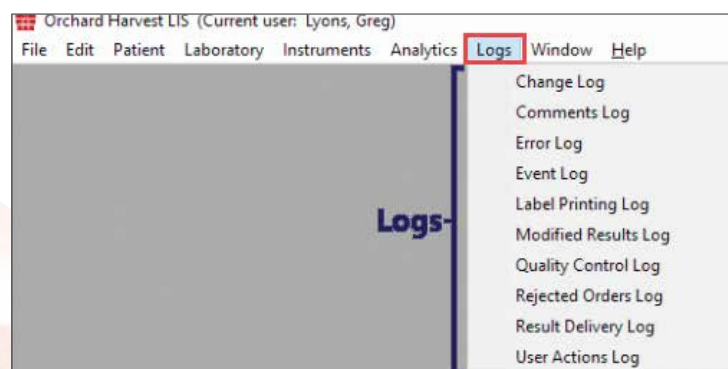 Orchard Harvest LIS (Current user: Lyons, Greg)
File Edit Patient Laboratory Instruments Analytics Logs Window Help
Change Log
Comments Log
Error Log
Event Log
Label Printing Log
Logs
Modified Results Log
Quality Control Log
Rejected Orders Log
Result Delivery Log
User Actions Log